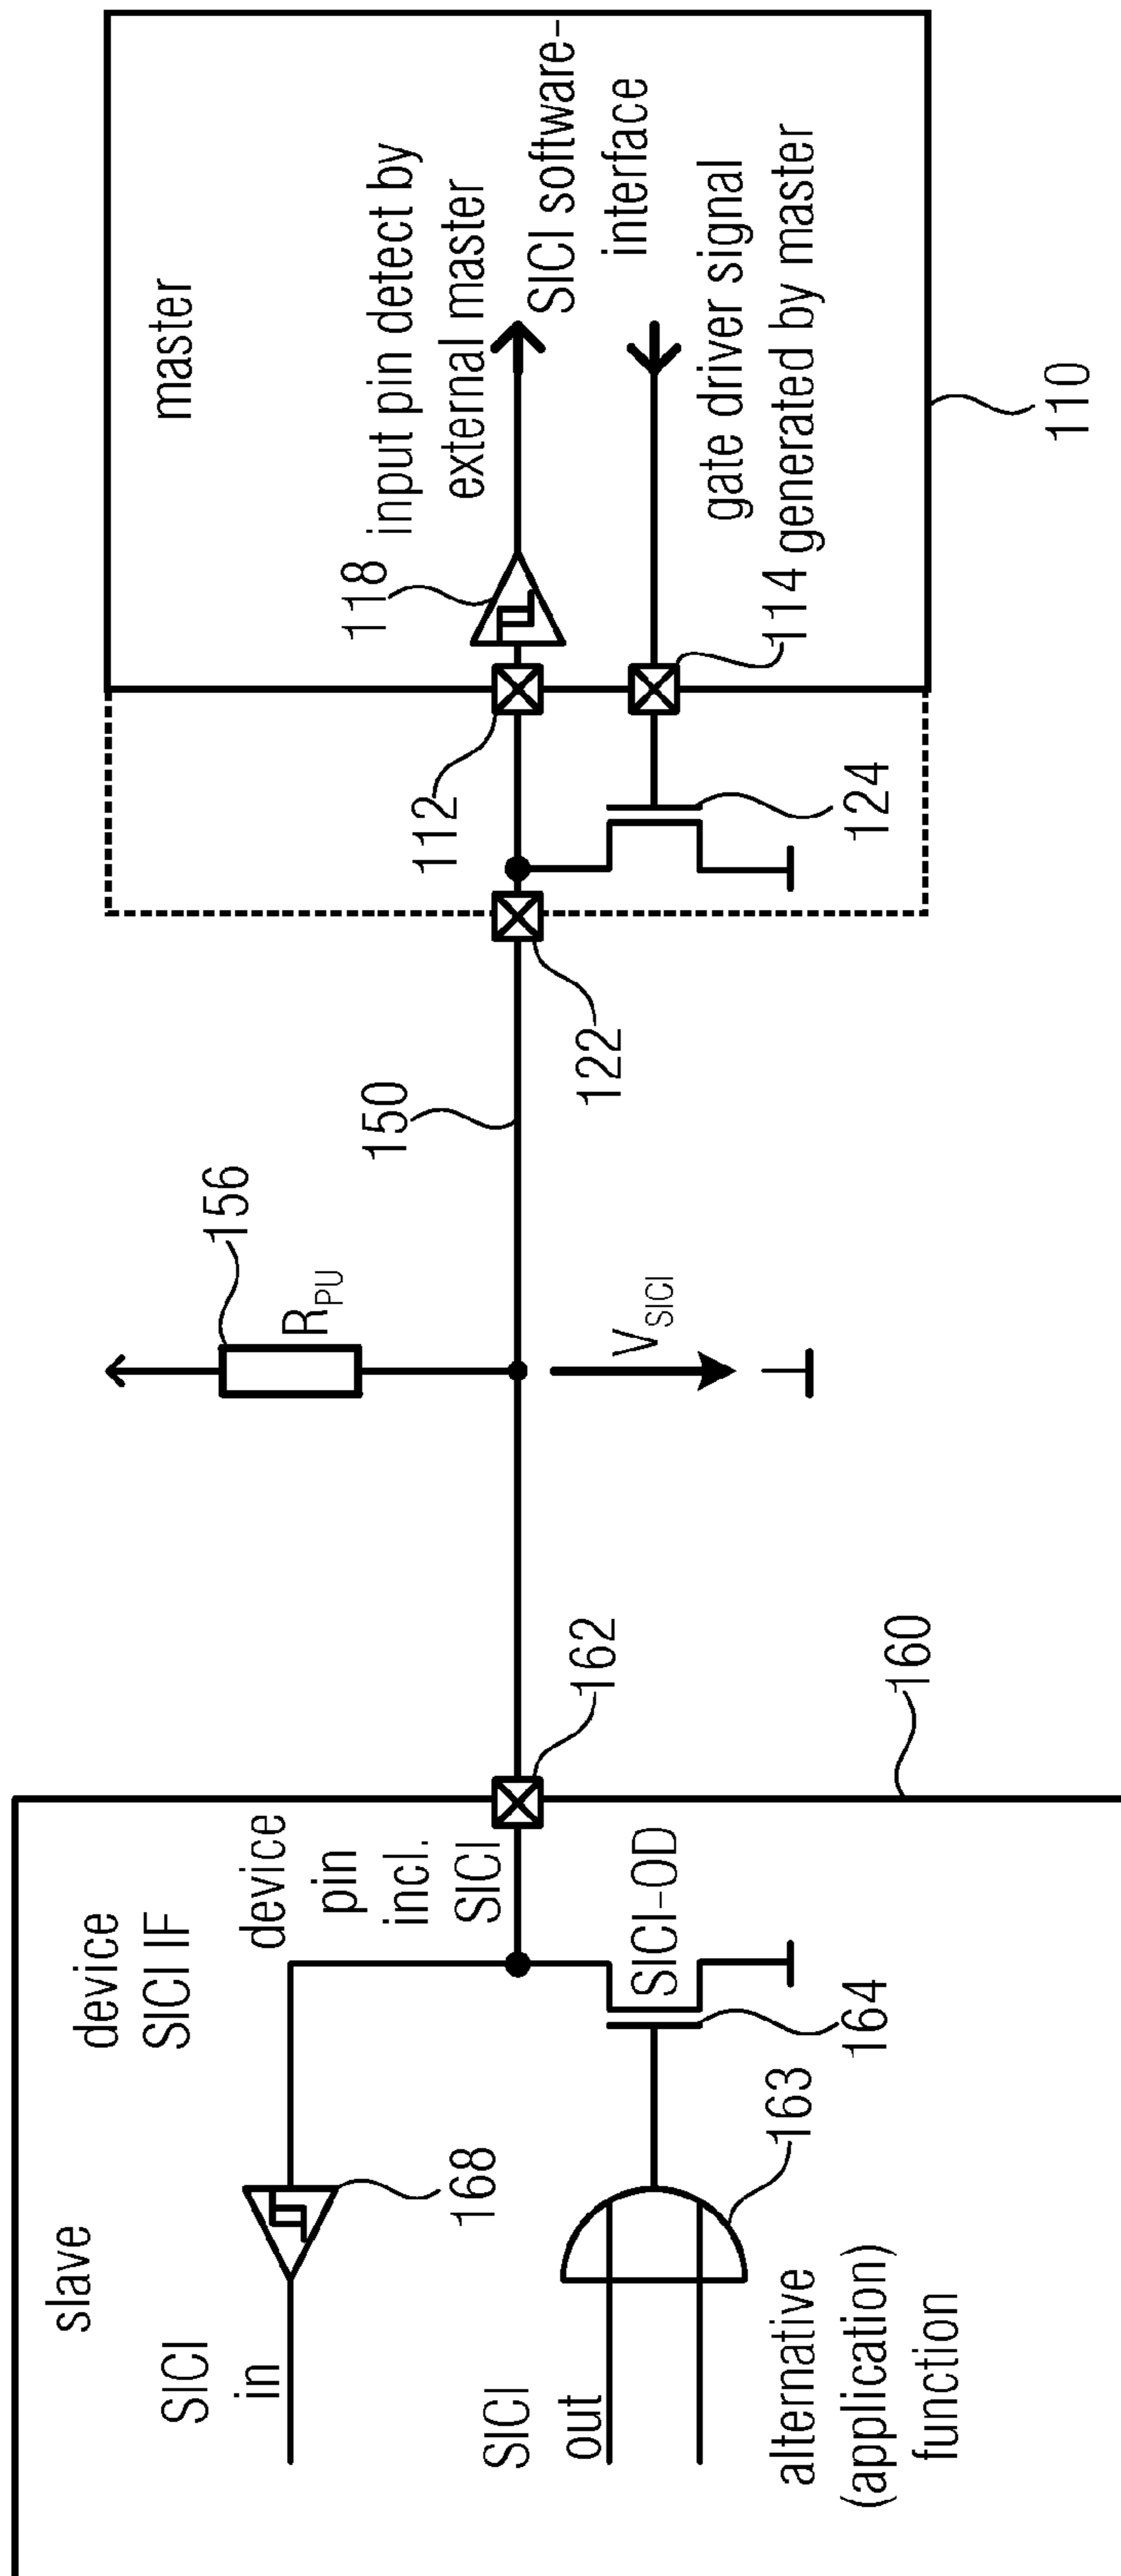 slave
device
SICI IF
SICI
in
device
pin
incl.
SICI
168
SICI
out
SICI-OD
163
164
alternative
(application)
function
162
160
156
R_PU
V_SICI
150
122
master
118
input pin detect by
external master
112
SICI software-
interface
114
gate driver signal
generated by master
124
110